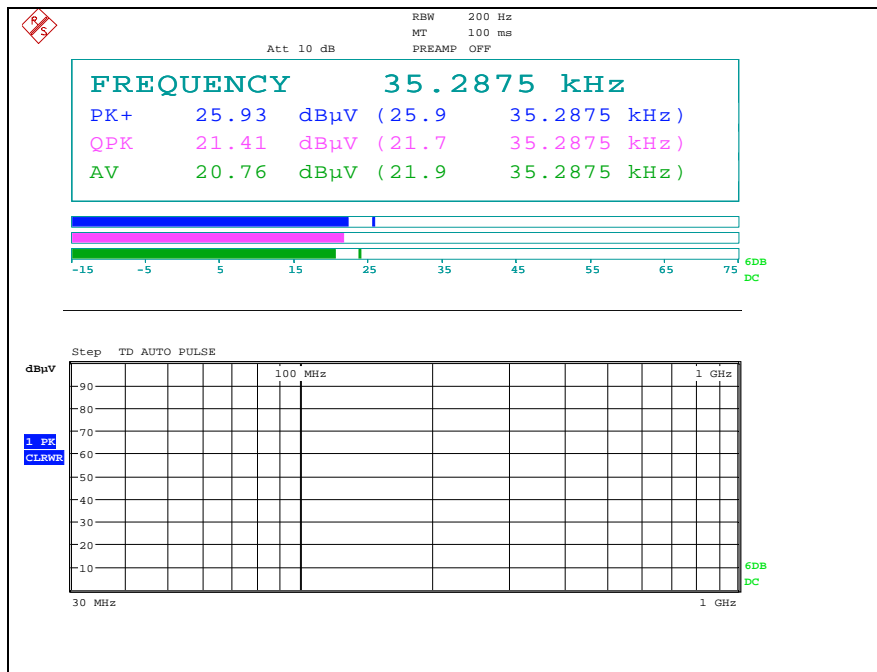 R S
RBW 200 Hz
MT 100 ms
Att 10 dB PREAMP OFF
FREQUENCY 35.2875 kHz
PK+ 25.93 dBµV (25.9 35.2875 kHz)
QPK 21.41 dBµV (21.7 35.2875 kHz)
AV 20.76 dBµV (21.9 35.2875 kHz)
-15 -5 5 15 25 35 45 55 65 75
6DB
DC
Step TD AUTO PULSE
dBµV
100 MHz 1 GHz
90
80
70
1 PK
CLRWR
60
50
40
30
20
10
6DB
DC
30 MHz 1 GHz